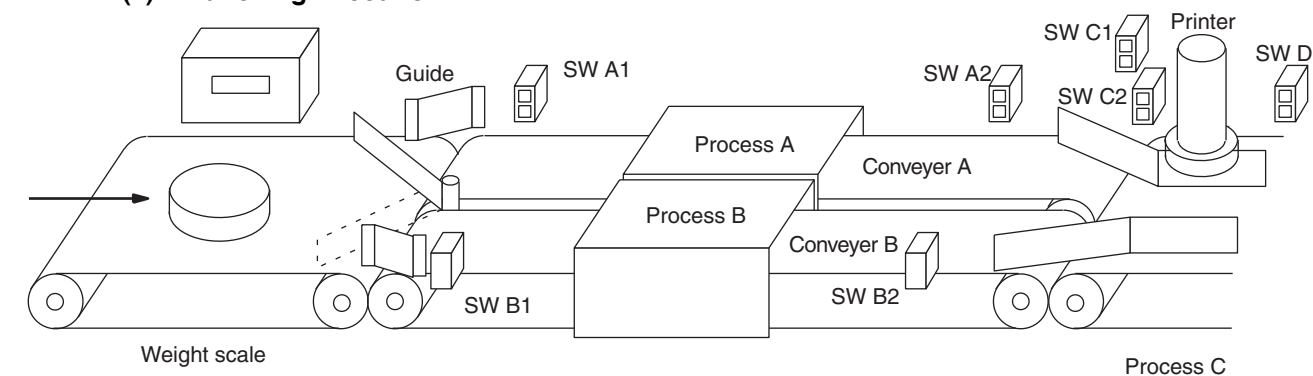 Printer
SW C1
SW D
Guide
SW A1
SW A2
SW C2
Process A
Conveyer A
Process B
Conveyer B
SW B1
SW B2
Weight scale
Process C